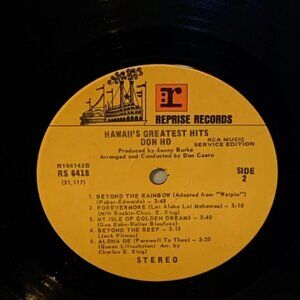 REPRISE RECORDS
HAWAII'S GREATEST HITS
DON HO
Produced by Sonny Burke
Arranged and Conducted by Don Costa
RCA MUSIC
SERVICE EDITION
R164142B
RS 6418
(31,117)
SIDE
2
1. BEYOND THE RAINBOW (Adapted from "Waipio")
(Pober-Edwards) - 2:45
2. FOREVERMORE (Lei Aloha Lei Makamae) - 3:10
(Milt Raskin-Chas. E. King)
3. MY ISLE OF GOLDEN DREAMS - 3:40
(Gus Kahn-Walter Blaufuss)
4. BEYOND THE REEF - 3:15
(Jack Pitman)
5. ALOHA OE (Farewell To Thee) - 3:25
(Queen Liliuokalani Arr. by
Charles E. King)
STEREO